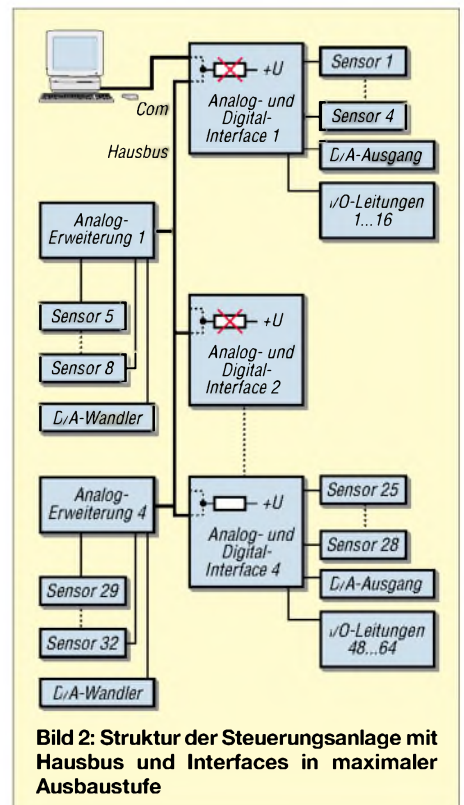 +U
Sensor 1
Com
Analog- und
Digital-
Interface 1
Sensor 4
Hausbus
D/A-Ausgang
I/O-Leitungen
1...16
Analog-
Erweiterung 1
Sensor 5
Sensor 8
D/A-Wandler
+U
Analog- und
Digital-
Interface 2
Analog-
Erweiterung 4
+U
Analog- und
Digital-
Interface 4
Sensor 25
Sensor 28
D/A-Ausgang
I/O-Leitungen
48...64
Sensor 29
Sensor 32
D/A-Wandler
Bild 2: Struktur der Steuerungsanlage mit
Hausbus und Interfaces in maximaler
Ausbaustufe